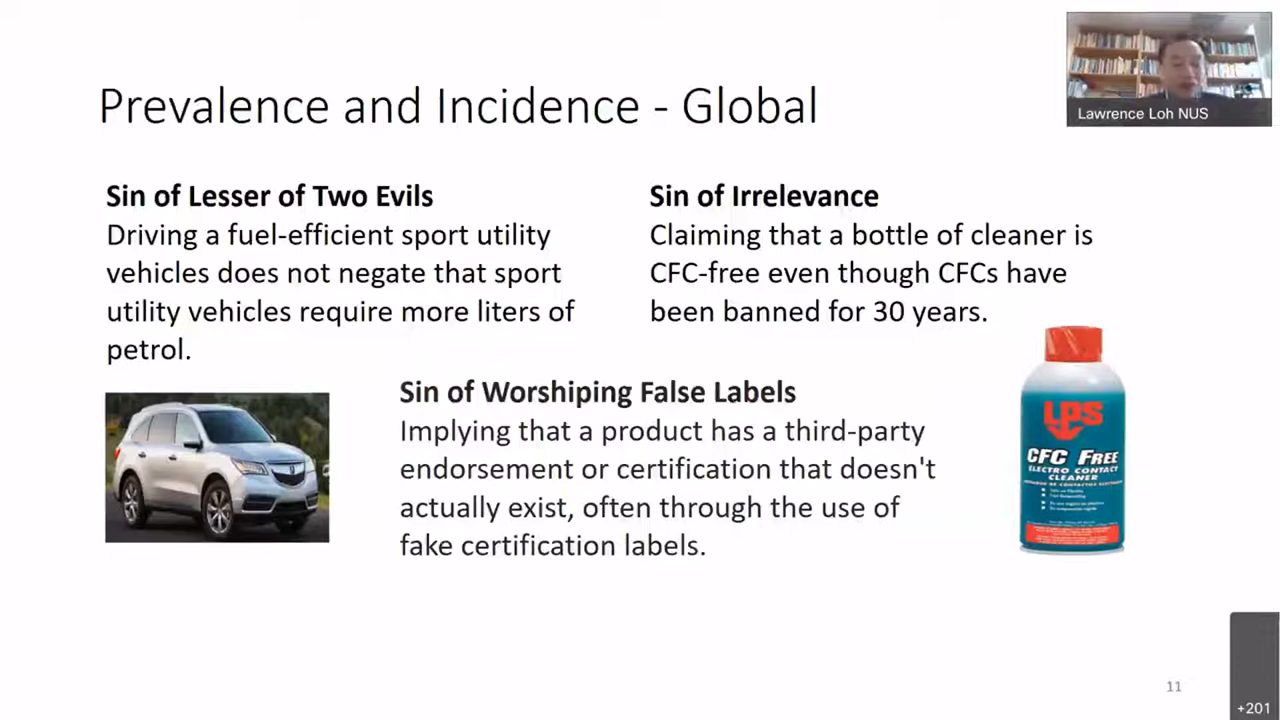 Lawrence Loh NUS
Prevalence and Incidence - Global
Sin of Lesser of Two Evils
Driving a fuel-efficient sport utility
vehicles does not negate that sport
utility vehicles require more liters of
petrol.
Sin of Irrelevance
Claiming that a bottle of cleaner is
CFC-free even though CFCs have
been banned for 30 years.
Sin of Worshiping False Labels
Implying that a product has a third-party
endorsement or certification that doesn't
actually exist, often through the use of
fake certification labels.
LPS
CFC FREE
ELECTRO CONTACT
CLEANER
11
+201